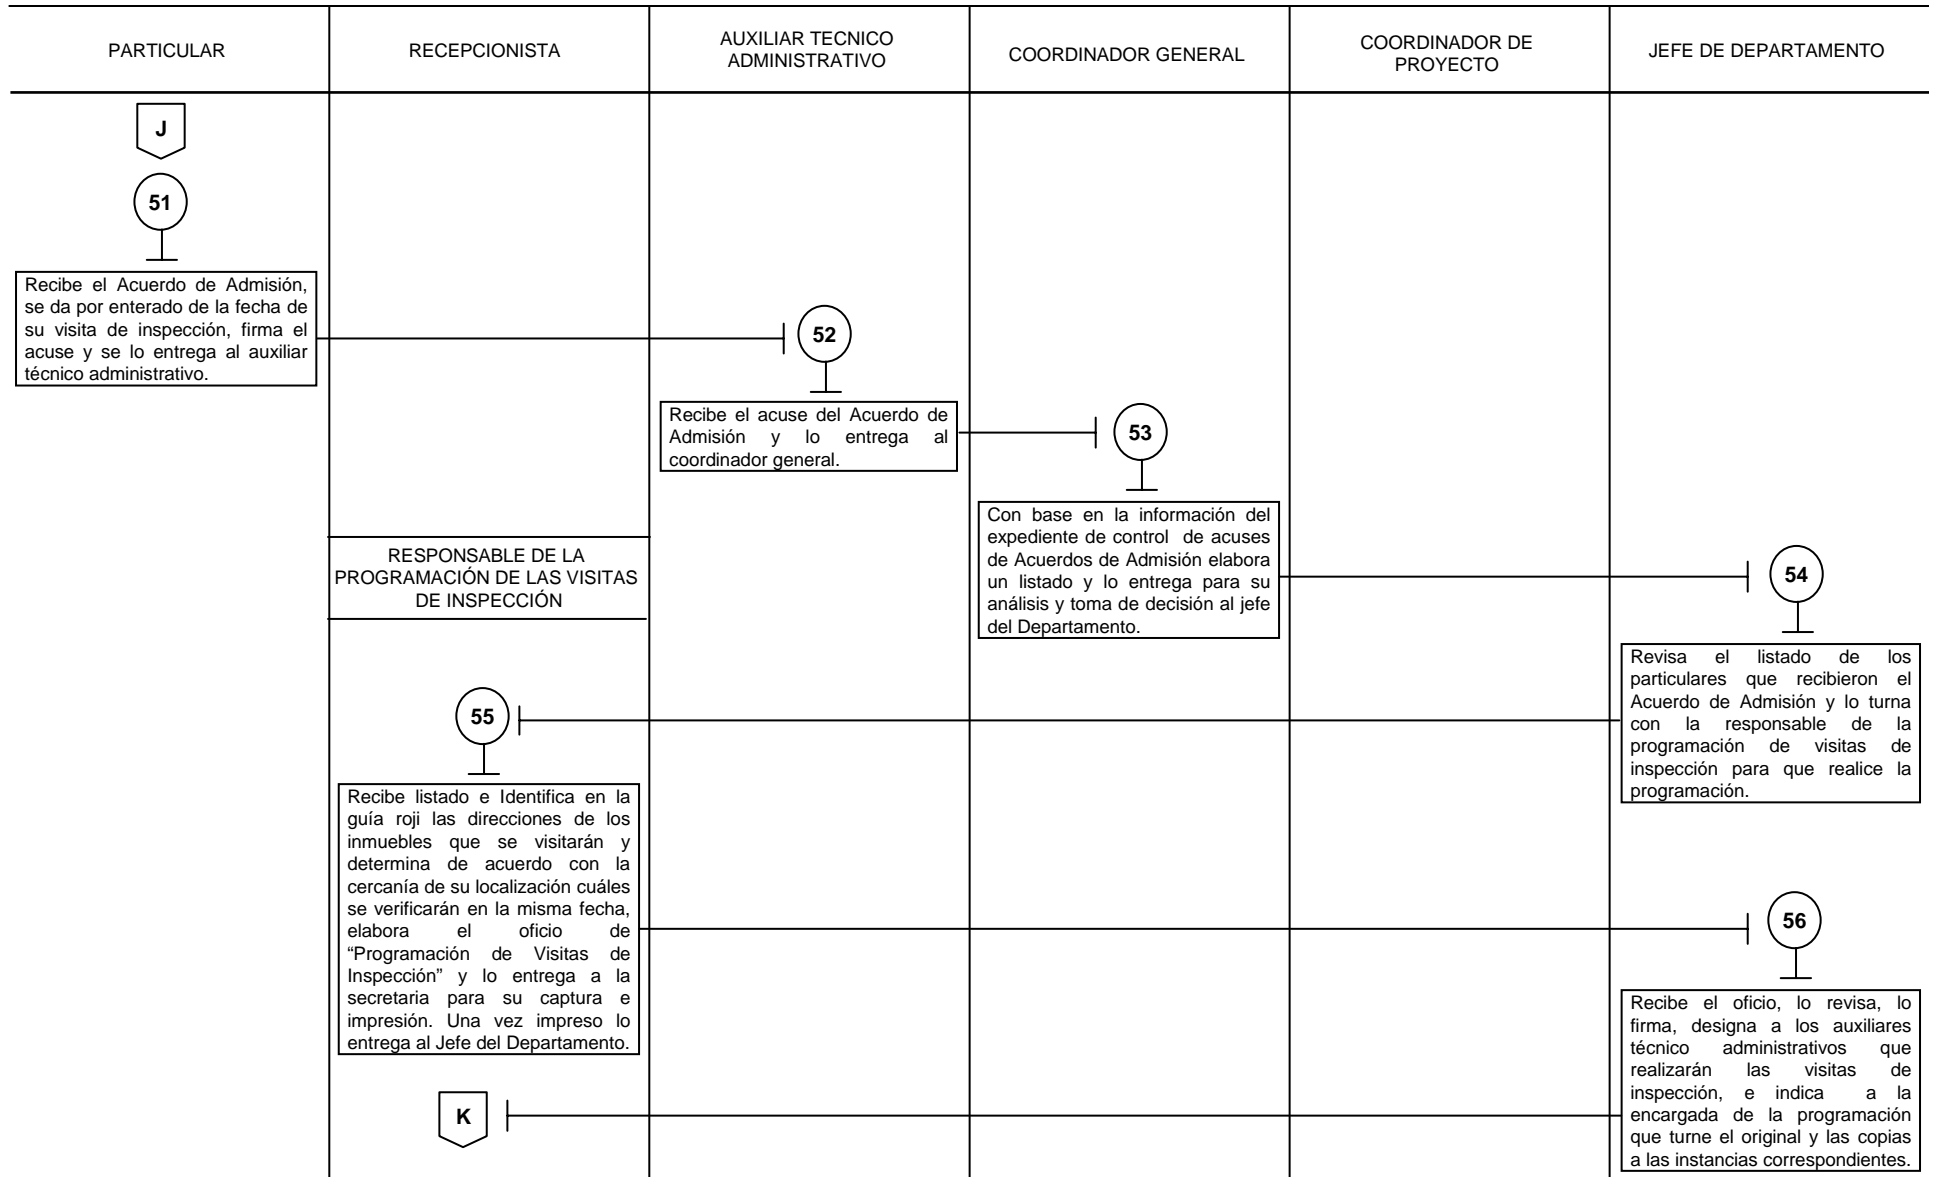 PARTICULAR
RECEPCIONISTA
AUXILIAR TECNICO
ADMINISTRATIVO
COORDINADOR GENERAL
COORDINADOR DE
PROYECTO
JEFE DE DEPARTAMENTO
J
51
Recibe el Acuerdo de Admisión,
se da por enterado de la fecha de
su visita de inspección, firma el
acuse y se lo entrega al auxiliar
técnico administrativo.
52
Recibe el acuse del Acuerdo de
Admisión y lo entrega al
coordinador general.
53
Con base en la información del
expediente de control de acuses
de Acuerdos de Admisión elabora
un listado y lo entrega para su
análisis y toma de decisión al jefe
del Departamento.
54
Revisa el listado de los
particulares que recibieron el
Acuerdo de Admisión y lo turna
con la responsable de la
programación de visitas de
inspección para que realice la
programación.
RESPONSABLE DE LA
PROGRAMACIÓN DE LAS VISITAS
DE INSPECCIÓN
55
Recibe listado e Identifica en la
guía roji las direcciones de los
inmuebles que se visitarán y
determina de acuerdo con la
cercanía de su localización cuáles
se verificarán en la misma fecha,
elabora el oficio de
“Programación de Visitas de
Inspección” y lo entrega a la
secretaria para su captura e
impresión. Una vez impreso lo
entrega al Jefe del Departamento.
56
Recibe el oficio, lo revisa, lo
firma, designa a los auxiliares
técnico administrativos que
realizarán las visitas de
inspección, e indica a la
encargada de la programación
que turne el original y las copias
a las instancias correspondientes.
K